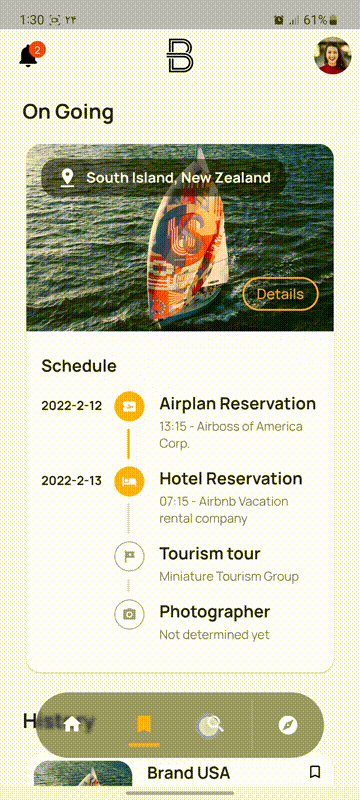 1:30 ۲۴ 61%
2
B
On Going
South Island, New Zealand
Details
Schedule
2022-2-12
Airplan Reservation
13:15 - Airboss of America
Corp.
2022-2-13
Hotel Reservation
07:15 - Airbnb Vacation
rental company
Tourism tour
Miniature Tourism Group
Photographer
Not determined yet
History
Brand USA